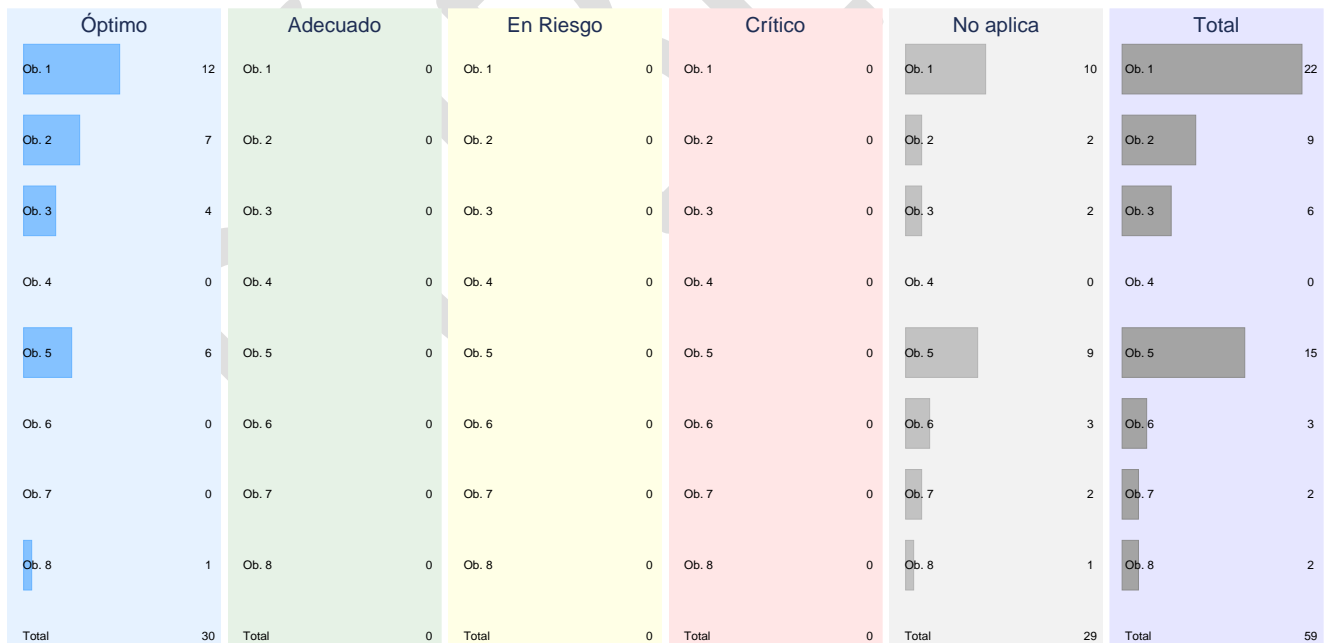 Óptimo Adecuado En Riesgo Crítico No aplica Total
Ob. 1 12 Ob. 1 0 Ob. 1 0 Ob. 1 0 Ob. 1 10 Ob. 1 22
Ob. 2 7 Ob. 2 0 Ob. 2 0 Ob. 2 0 Ob. 2 2 Ob. 2 9
Ob. 3 4 Ob. 3 0 Ob. 3 0 Ob. 3 0 Ob. 3 2 Ob. 3 6
Ob. 4 0 Ob. 4 0 Ob. 4 0 Ob. 4 0 Ob. 4 0 Ob. 4 0
Ob. 5 6 Ob. 5 0 Ob. 5 0 Ob. 5 0 Ob. 5 9 Ob. 5 15
Ob. 6 0 Ob. 6 0 Ob. 6 0 Ob. 6 0 Ob. 6 3 Ob. 6 3
Ob. 7 0 Ob. 7 0 Ob. 7 0 Ob. 7 0 Ob. 7 2 Ob. 7 2
Ob. 8 1 Ob. 8 0 Ob. 8 0 Ob. 8 0 Ob. 8 1 Ob. 8 2
Total 30 Total 0 Total 0 Total 0 Total 29 Total 59